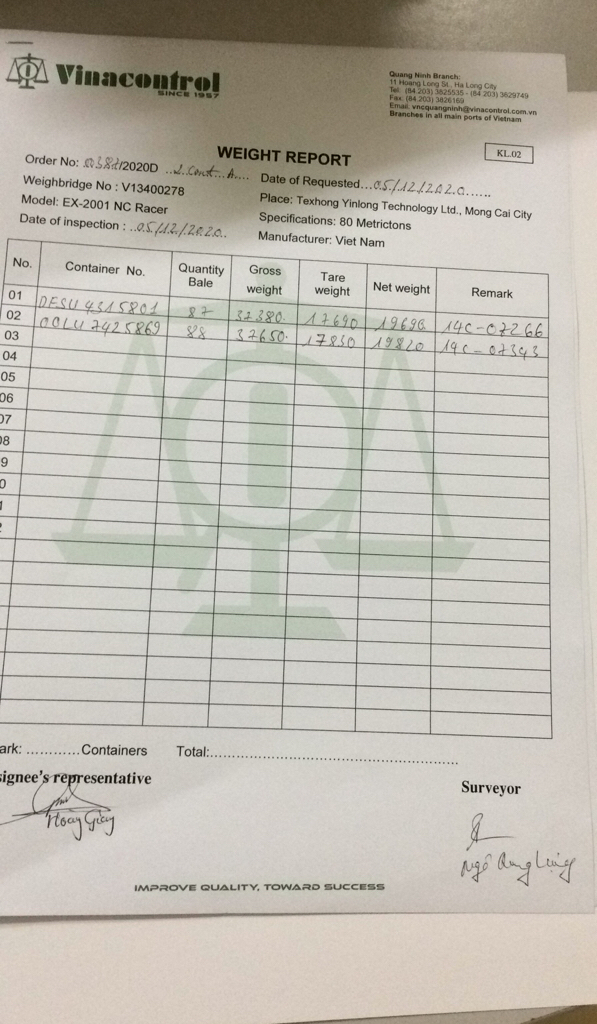 Vinacontrol
SINCE 1957
Quang Ninh Branch:
11 Hoang Long St., Ha Long City
Tel: (84.203) 3825535 - (84.203) 3629749
Fax: (84.203) 3826169
Email: vncquangninh@vinacontrol.com.vn
Branches in all main ports of Vietnam
WEIGHT REPORT
KL.02
Order No: /2020D
Date of Requested...05/12/2020......
Weighbridge No : V13400278
Place: Texhong Yinlong Technology Ltd., Mong Cai City
Model: EX-2001 NC Racer
Specifications: 80 Metrictons
Date of inspection : ..05/12/2020..
Manufacturer: Viet Nam
No. Container No. Quantity Bale Gross weight Tare weight Net weight Remark
01 87 17690 19690 14C-07266
02 OOLU 7425869 88 37650 17830 19820 14C-07343
03
04
05
06
07
08
9
0
1
2
ark: ............Containers Total:......................................................
signee's representative
Surveyor
Ngô
IMPROVE QUALITY, TOWARD SUCCESS